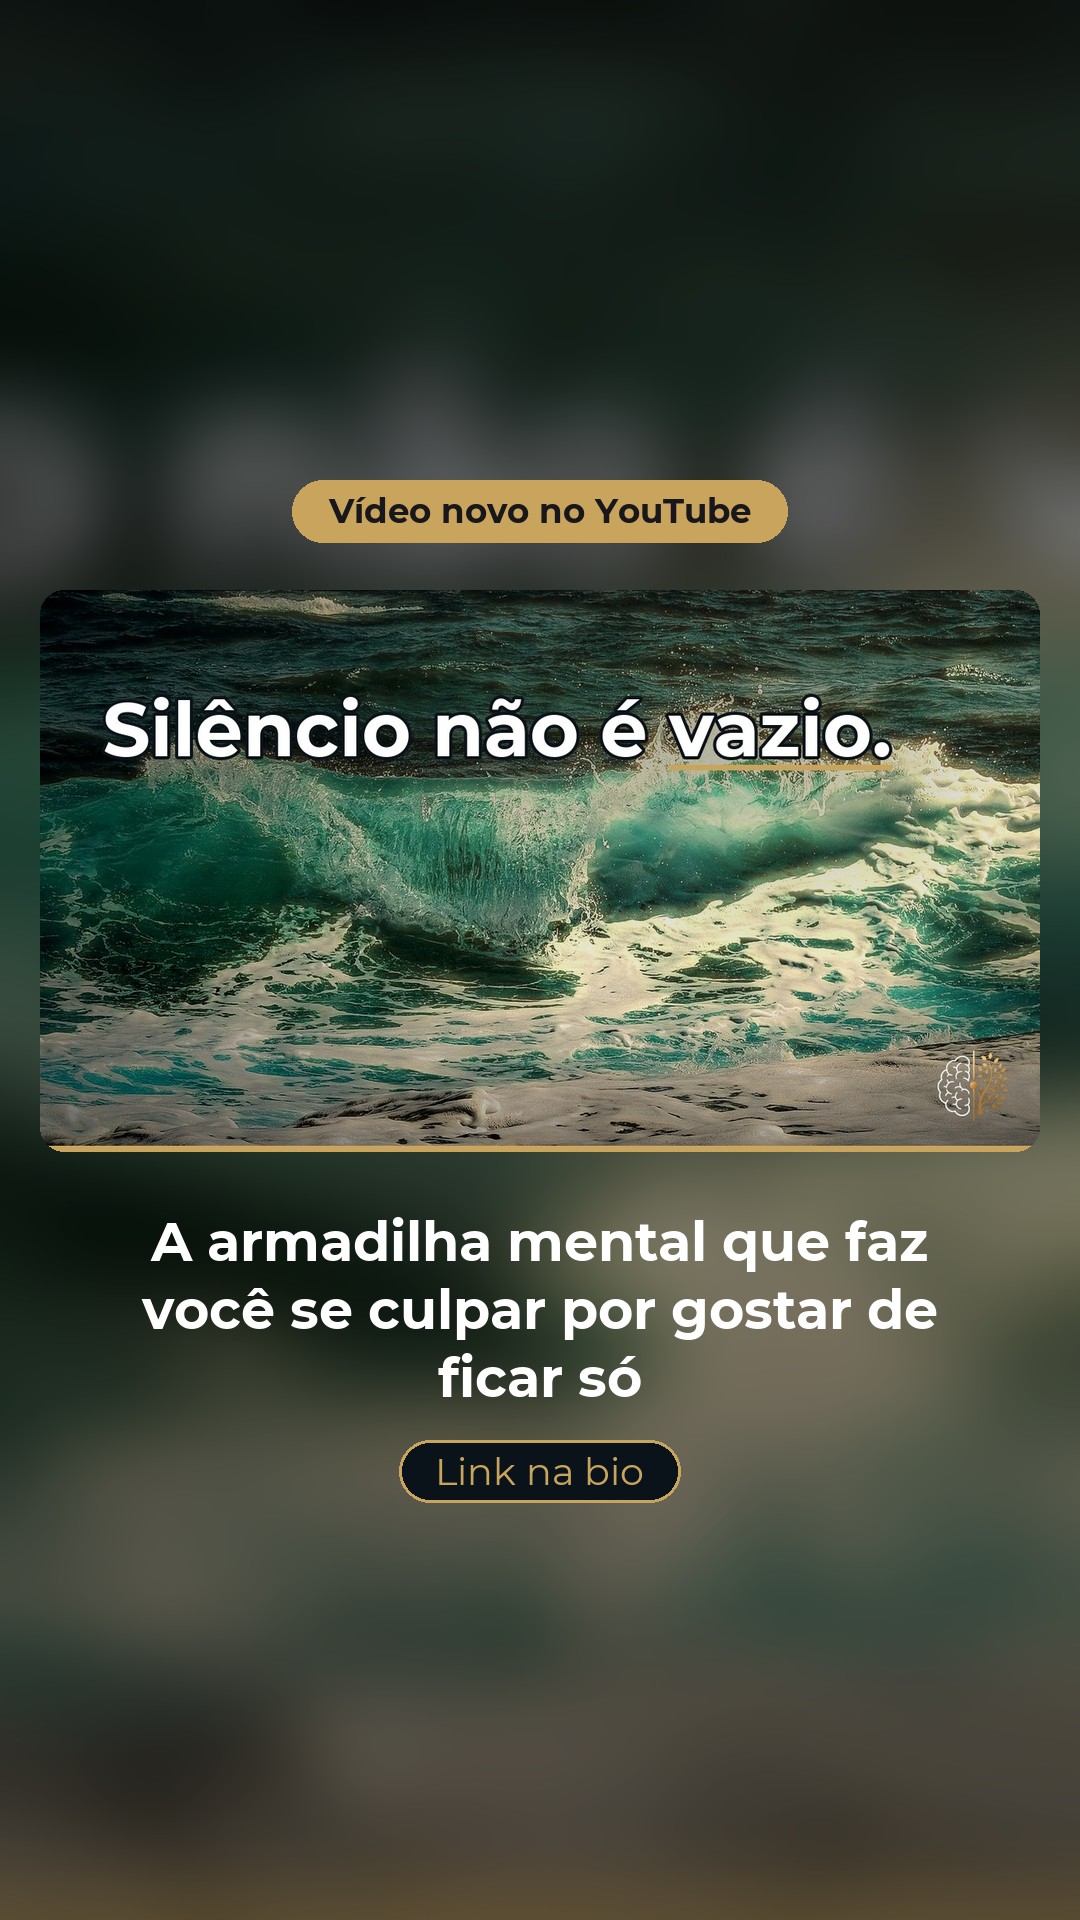 Vídeo novo no YouTube
Silêncio não é vazio.
A armadilha mental que faz
você se culpar por gostar de
ficar só
Link na bio